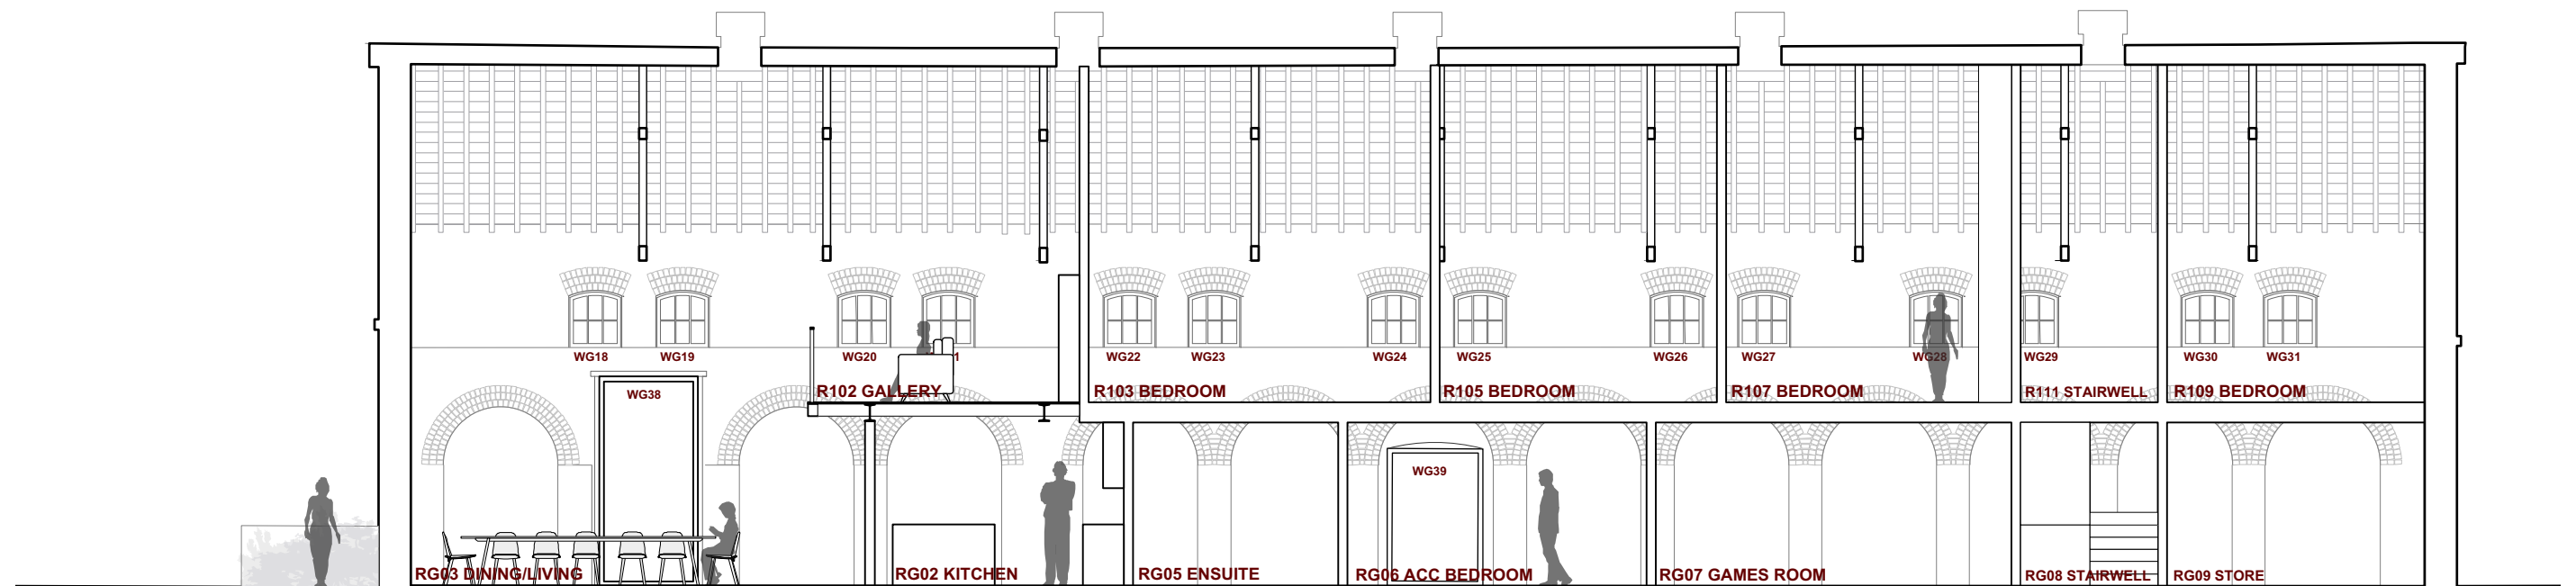 WG18 WG19 WG20 1 WG22 WG23 WG24 WG25 WG26 WG27 WG28 WG29 WG30 WG31
R102 GALLERY R103 BEDROOM R105 BEDROOM R107 BEDROOM R111 STAIRWELL R109 BEDROOM
WG38
WG39
RG03 DINING/LIVING RG02 KITCHEN RG05 ENSUITE RG06 ACC BEDROOM RG07 GAMES ROOM RG08 STAIRWELL RG09 STORE